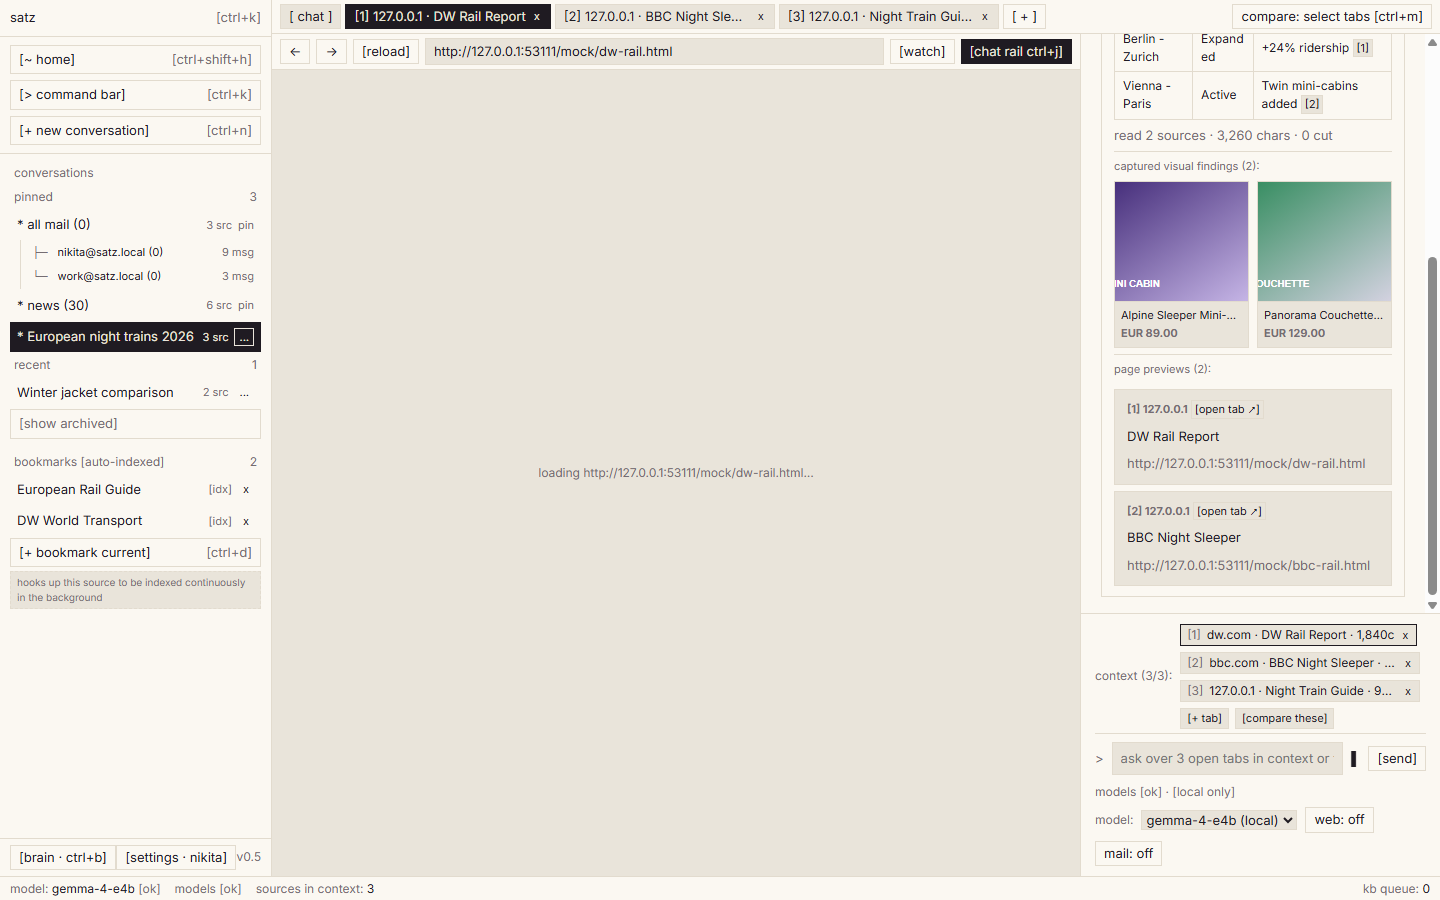 satz [ctrl+k]
[~ home] [ctrl+shift+h]
[> command bar] [ctrl+k]
[+ new conversation] [ctrl+n]
conversations
pinned 3
* all mail (0) 3 src pin
nikita@satz.local (0) 9 msg
work@satz.local (0) 3 msg
* news (30) 6 src pin
* European night trains 2026 3 src ...
recent 1
Winter jacket comparison 2 src ...
[show archived]
bookmarks [auto-indexed] 2
European Rail Guide [idx] x
DW World Transport [idx] x
[+ bookmark current] [ctrl+d]
hooks up this source to be indexed continuously
in the background
[brain · ctrl+b] [settings · nikita] v0.5
[ chat ] [1] 127.0.0.1 · DW Rail Report x [2] 127.0.0.1 · BBC Night Sle... x [3] 127.0.0.1 · Night Train Gui... x [ + ] compare: select tabs [ctrl+m]
← → [reload] http://127.0.0.1:53111/mock/dw-rail.html [watch] [chat rail ctrl+j]
loading http://127.0.0.1:53111/mock/dw-rail.html...
Berlin - Zurich Expanded +24% ridership [1]
Vienna - Paris Active Twin mini-cabins added [2]
read 2 sources · 3,260 chars · 0 cut
captured visual findings (2):
INI CABIN
OUCHETTE
Alpine Sleeper Mini-...
EUR 89.00
Panorama Couchette...
EUR 129.00
page previews (2):
[1] 127.0.0.1 [open tab ↗]
DW Rail Report
http://127.0.0.1:53111/mock/dw-rail.html
[2] 127.0.0.1 [open tab ↗]
BBC Night Sleeper
http://127.0.0.1:53111/mock/bbc-rail.html
context (3/3):
[1] dw.com · DW Rail Report · 1,840c x
[2] bbc.com · BBC Night Sleeper · ... x
[3] 127.0.0.1 · Night Train Guide · 9... x
[+ tab] [compare these]
> ask over 3 open tabs in context or [send]
models [ok] · [local only]
model: gemma-4-e4b (local) web: off
mail: off
model: gemma-4-e4b [ok] models [ok] sources in context: 3 kb queue: 0